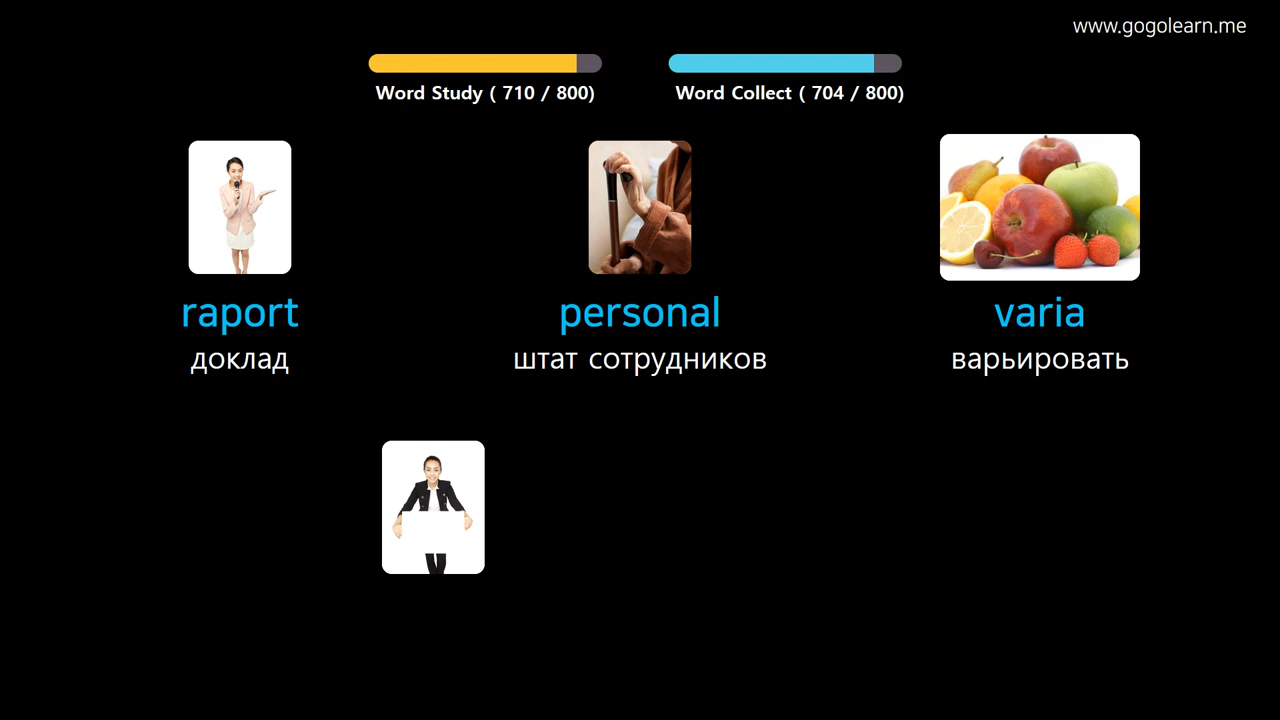 www.gogolearn.me
Word Study ( 710 / 800)
Word Collect ( 704 / 800)
raport
personal
varia
доклад
штат сотрудников
варьировать